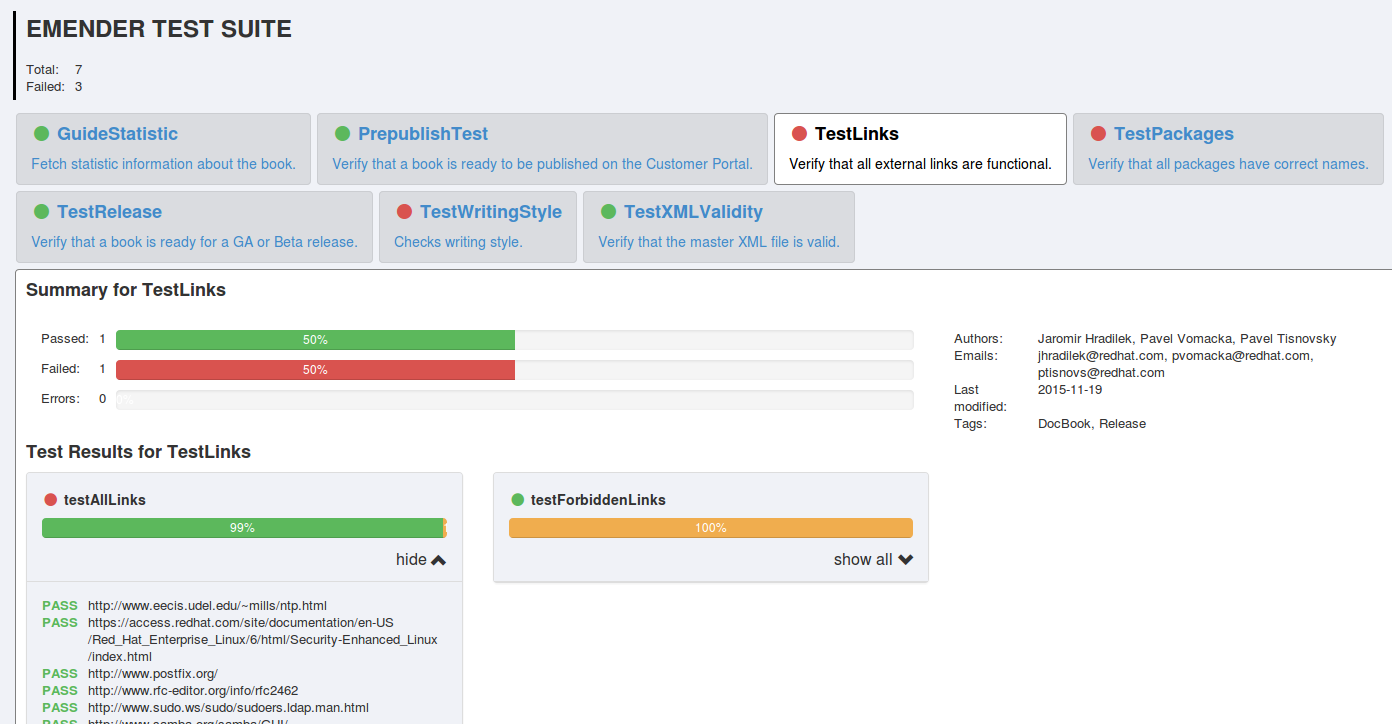 EMENDER TEST SUITE
Total: 7
Failed: 3
GuideStatistic
Fetch statistic information about the book.
PrepublishTest
Verify that a book is ready to be published on the Customer Portal.
TestLinks
Verify that all external links are functional.
TestPackages
Verify that all packages have correct names.
TestRelease
Verify that a book is ready for a GA or Beta release.
TestWritingStyle
Checks writing style.
TestXMLValidity
Verify that the master XML file is valid.
Summary for TestLinks
Passed: 1 50%
Failed: 1 50%
Errors: 0 0%
Authors: Jaromir Hradilek, Pavel Vomacka, Pavel Tisnovsky
Emails: jhradilek@redhat.com, pvomacka@redhat.com,
ptisnovs@redhat.com
Last 2015-11-19
modified:
Tags: DocBook, Release
Test Results for TestLinks
testAllLinks
99%
hide
testForbiddenLinks
100%
show all
PASS http://www.eecis.udel.edu/~mills/ntp.html
PASS https://access.redhat.com/site/documentation/en-US
/Red_Hat_Enterprise_Linux/6/html/Security-Enhanced_Linux
/index.html
PASS http://www.postfix.org/
PASS http://www.rfc-editor.org/info/rfc2462
PASS http://www.sudo.ws/sudo/sudoers.ldap.man.html
PASS http://www.samba.org/samba/GUI/